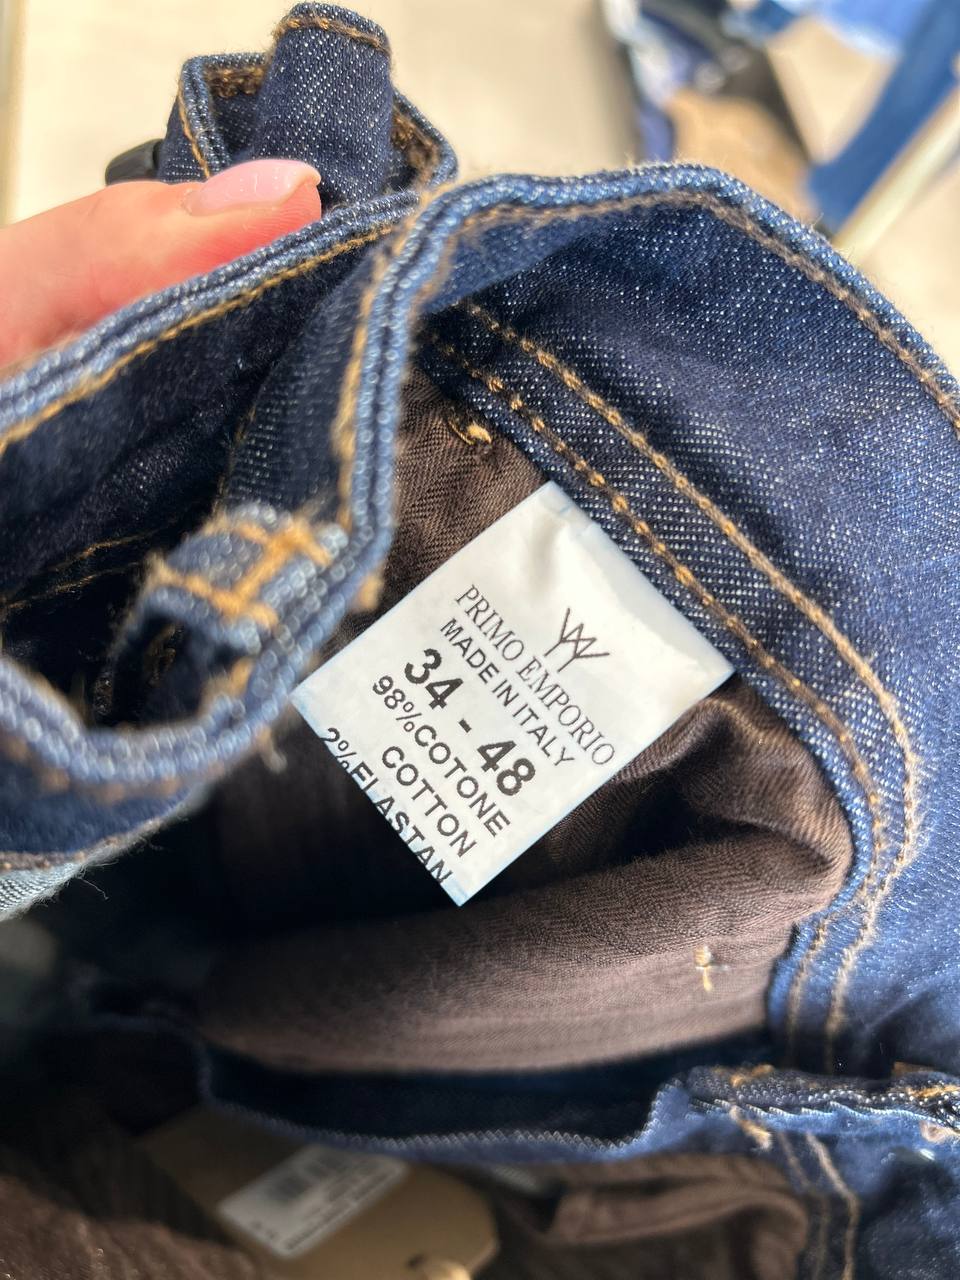 PRIMO EMPORIO
MADE IN ITALY
34 - 48
98%COTONE
COTTON
2%ELASTAN